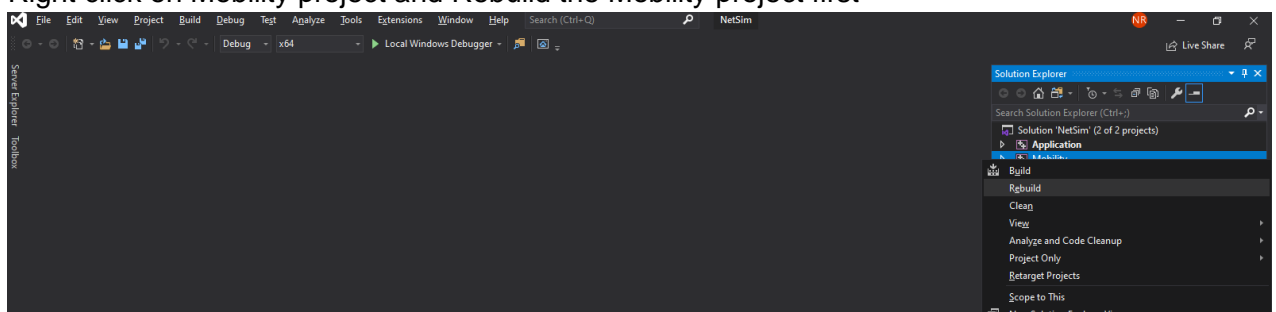 Right-click on Mobility project and Rebuild the Mobility project first
File Edit View Project Build Debug Test Analyze Tools Extensions Window Help Search (Ctrl+Q) NetSim NR
Debug x64 Local Windows Debugger Live Share
Server Explorer
Toolbox
Solution Explorer
Search Solution Explorer (Ctrl+;)
Solution 'NetSim' (2 of 2 projects)
Application
Mobility
Build
Rebuild
Clean
View
Analyze and Code Cleanup
Project Only
Retarget Projects
Scope to This